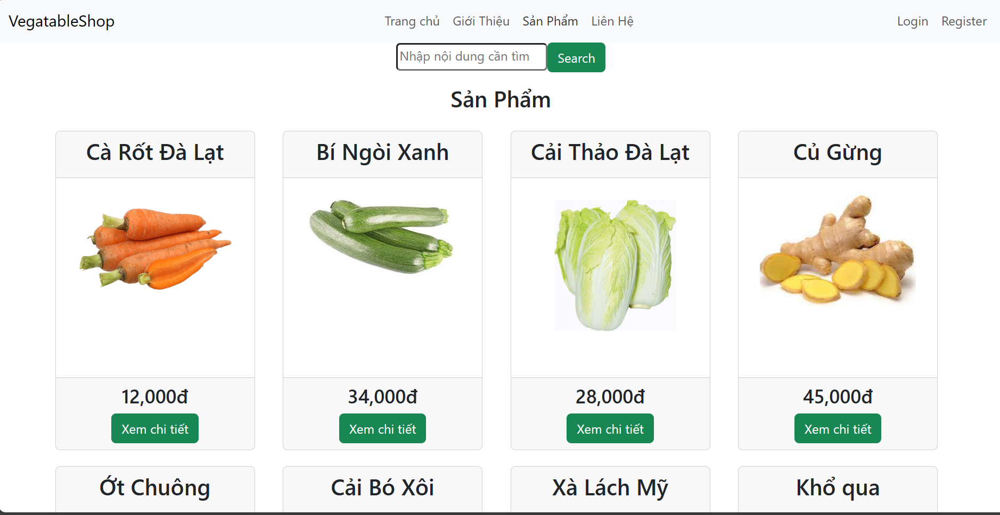 VegatableShop
Trang chủ Giới Thiệu Sản Phẩm Liên Hệ
Login Register
Nhập nội dung cần tìm
Search
Sản Phẩm
Cà Rốt Đà Lạt
Bí Ngòi Xanh
Cải Thảo Đà Lạt
Củ Gừng
12,000đ
34,000đ
28,000đ
45,000đ
Xem chi tiết
Xem chi tiết
Xem chi tiết
Xem chi tiết
Ớt Chuông
Cải Bó Xôi
Xà Lách Mỹ
Khổ qua